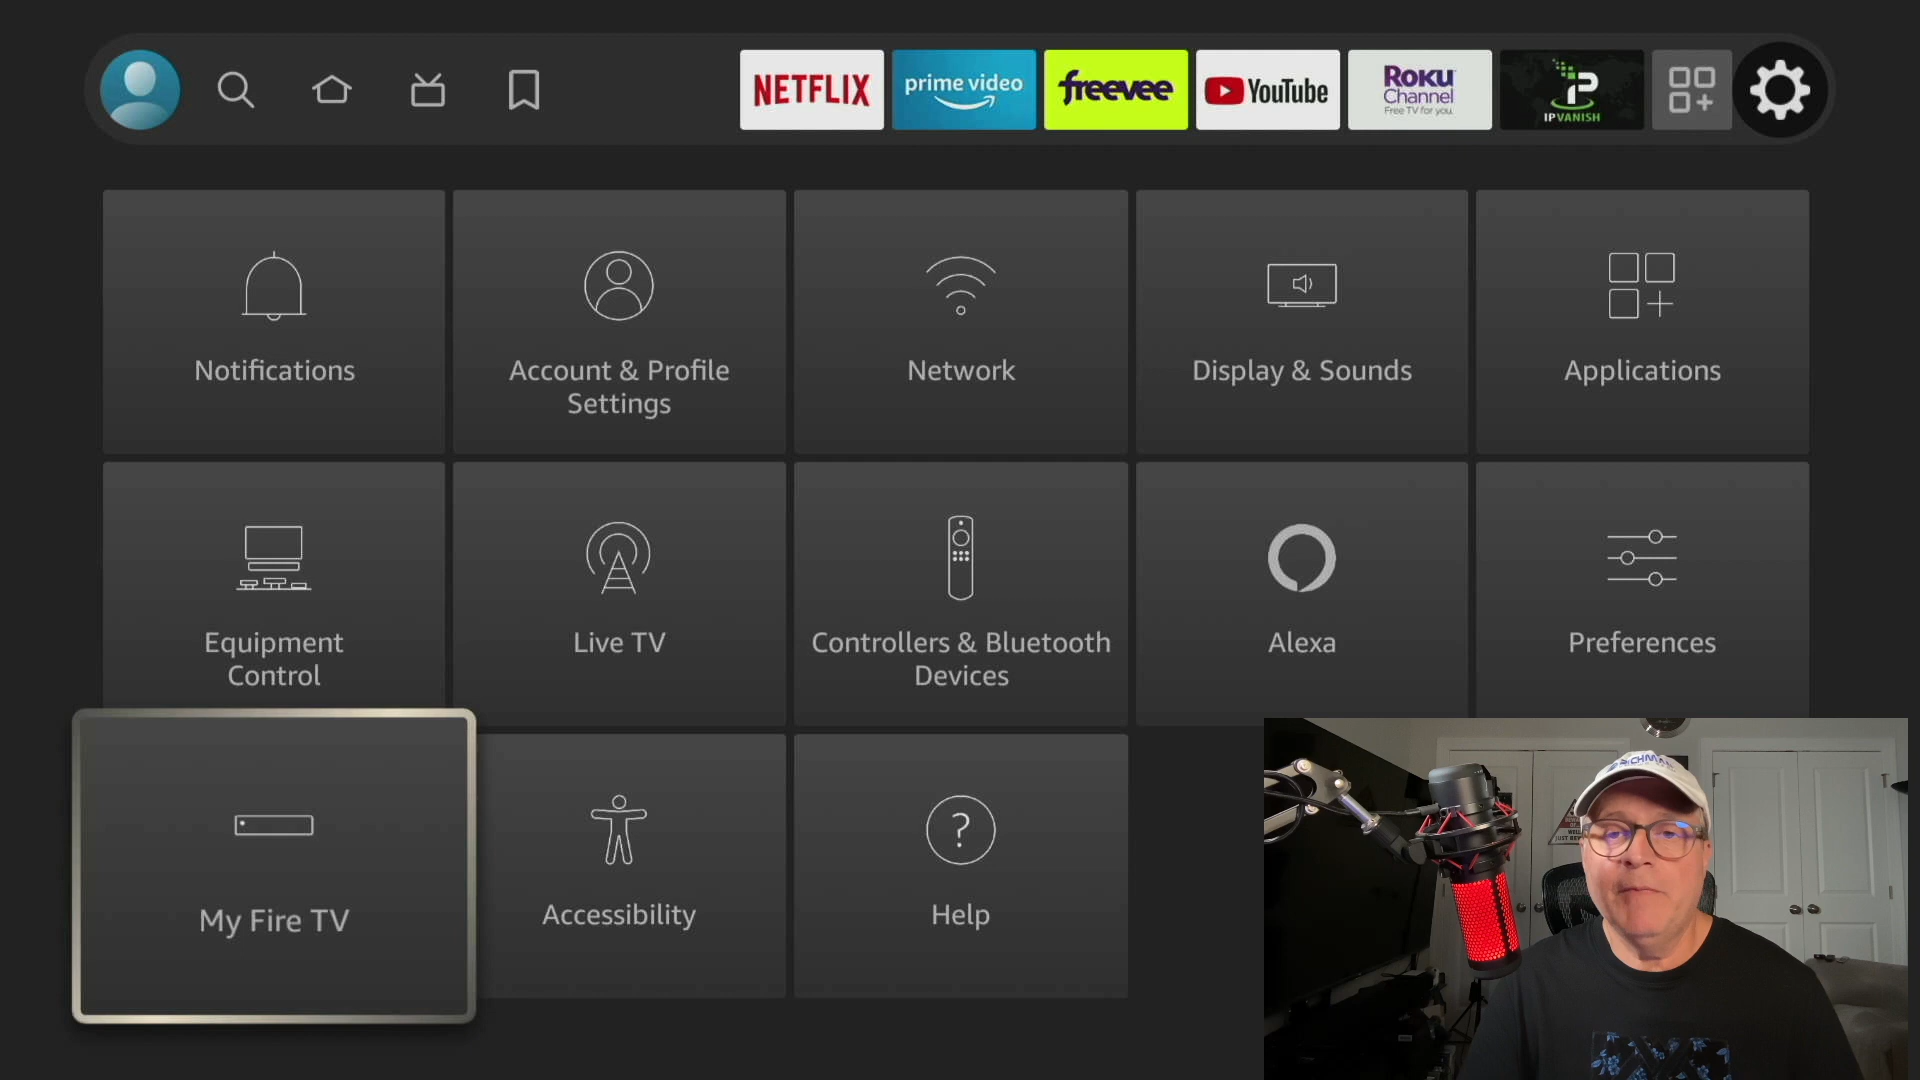 NETFLIX
prime video
freevee
YouTube
Roku
Channel
Free TV for you.
IPVANISH
Notifications
Account & Profile
Settings
Network
Display & Sounds
Applications
Equipment
Control
Live TV
Controllers & Bluetooth
Devices
Alexa
Preferences
My Fire TV
Accessibility
Help